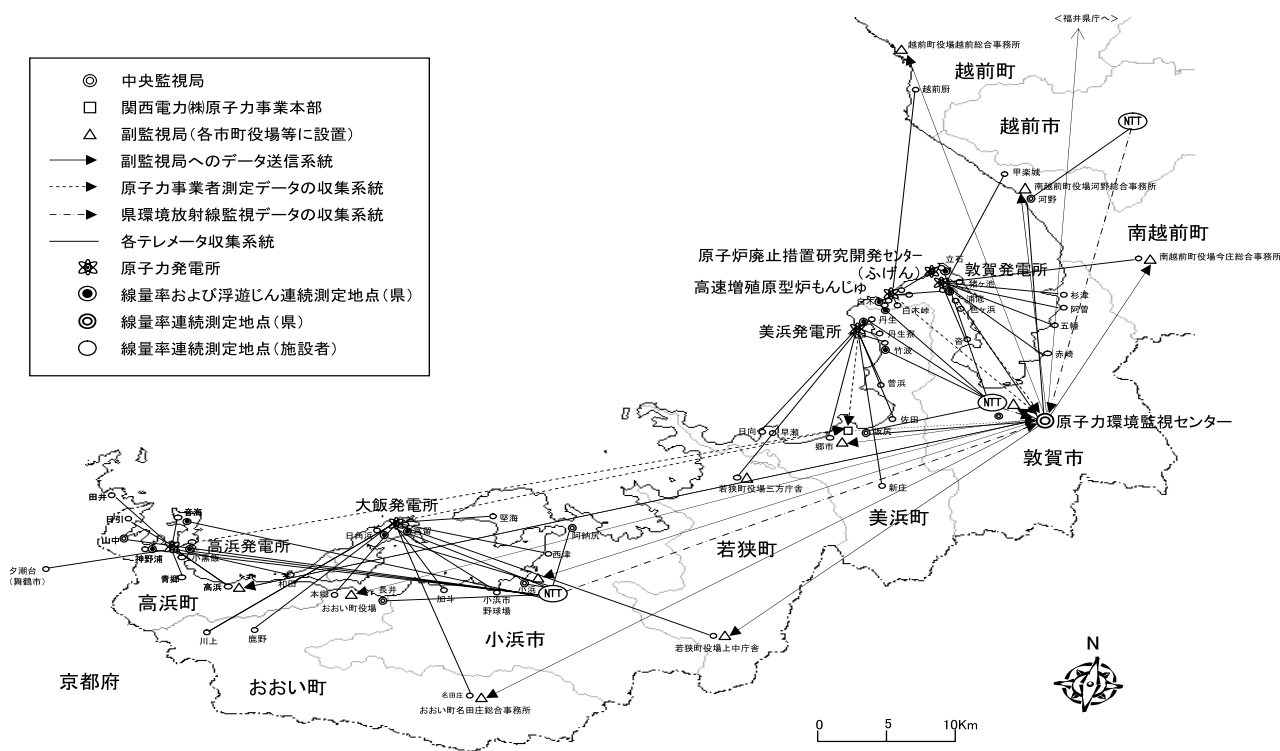 中央監視局
関西電力㈱原子力事業本部
副監視局(各市町役場等に設置)
副監視局へのデータ送信系統
原子力事業者測定データの収集系統
県環境放射線監視データの収集系統
各テレメータ収集系統
原子力発電所
線量率および浮遊じん連続測定地点(県)
線量率連続測定地点(県)
線量率連続測定地点(施設者)
<福井県庁へ>
越前町役場越前総合事務所
越前町
越前厨
越前市
NTT
甲楽城
南越前町役場河野総合事務所
河野
南越前町
南越前町役場今庄総合事務所
原子炉廃止措置研究開発センター
(ふげん)
立石
敦賀発電所
猪ヶ池
高速増殖原型炉もんじゅ
浦底
色ヶ浜
杉津
阿曽
五幡
赤崎
白木
白木峠
美浜発電所
丹生
丹生寮
竹波
沓
菅浜
佐田
NTT
原子力環境監視センター
敦賀市
日向
早瀬
郷市
坂尻
若狭町役場三方庁舎
新庄
美浜町
若狭町
大飯発電所
堅海
阿納尻
日角浜
西津
田井
日引
音海
山中
神野浦
高浜発電所
小黒飯
夕潮台
(舞鶴市)
青郷
高浜
和田
高浜町
本郷
おおい町役場
長井
加斗
小浜市
野球場
小浜
NTT
川上
鹿野
小浜市
若狭町役場上中庁舎
京都府
おおい町
名田庄
おおい町名田庄総合事務所
N
0 5 10Km